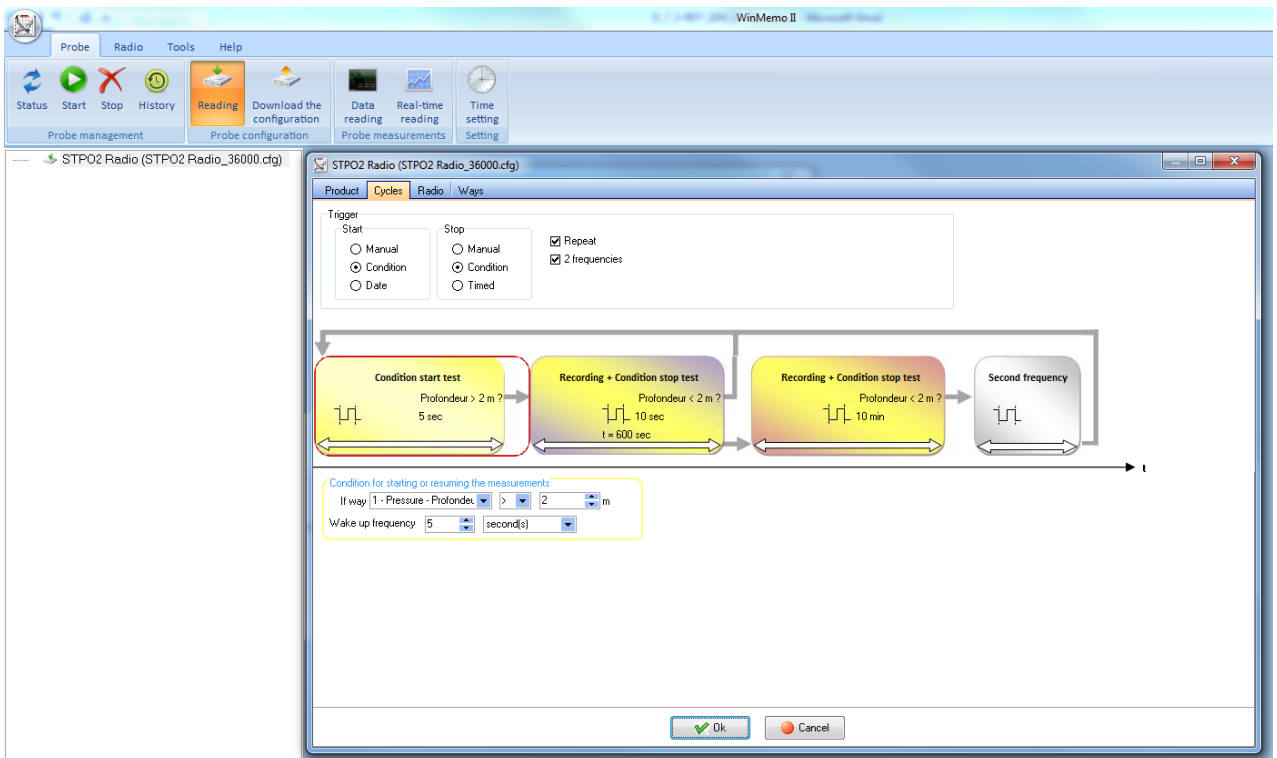 WinMemo II
Probe Radio Tools Help
Status Start Stop History Reading Download the configuration Data reading Real-time reading Time setting
Probe management Probe configuration Probe measurements Setting
STPO2 Radio (STPO2 Radio_36000.cfg)
STPO2 Radio (STPO2 Radio_36000.cfg)
Product Cycles Radio Ways
Trigger
Start Stop
Manual Manual Repeat
Condition Condition 2 frequencies
Date Timed
Condition start test Recording + Condition stop test Recording + Condition stop test Second frequency
Profondeur > 2 m ? Profondeur < 2 m ? Profondeur < 2 m ?
5 sec 10 sec 10 min
t = 600 sec
t
Condition for starting or resuming the measurements
If way 1 - Pressure - Profondeu > 2 m
Wake up frequency 5 second(s)
Ok Cancel